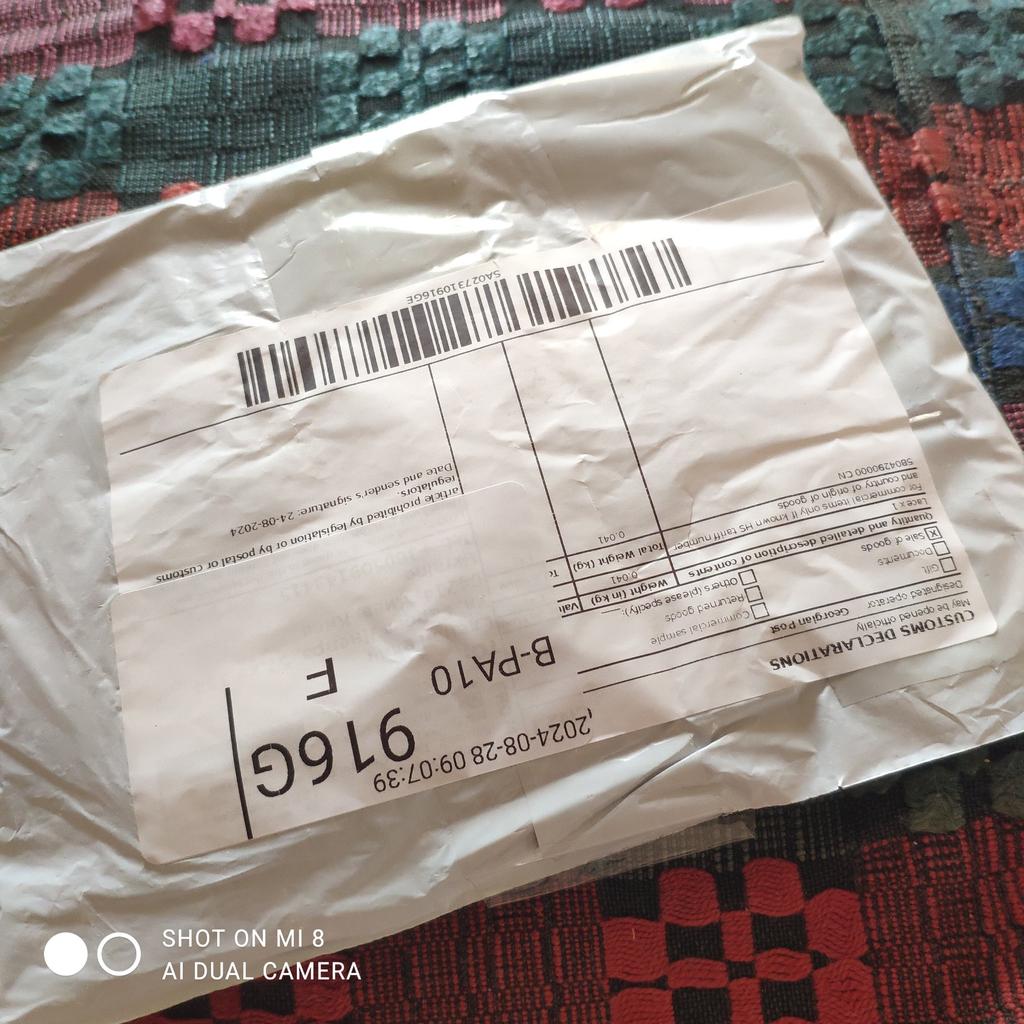 CUSTOMS DECLARATIONS
May be opened officially
Designated operator Georgian Post
Gift
Documents
Sale of goods
Commercial sample
Returned goods
Others (please specify):
Quantity and detailed description of contents
Weight (in kg)
Lace x 1
0.041
For commercial items only If known HS tariff number
and country of origin of goods
Total Weight (kg)
5804290000 CN
0.041
article prohibited by legislation or by postal or customs
regulators.
Date and sender's signature: 24-08-2024
SA027310916GE
2024-08-28 09:07:39
916G
B-PA10 F
SHOT ON MI 8
AI DUAL CAMERA